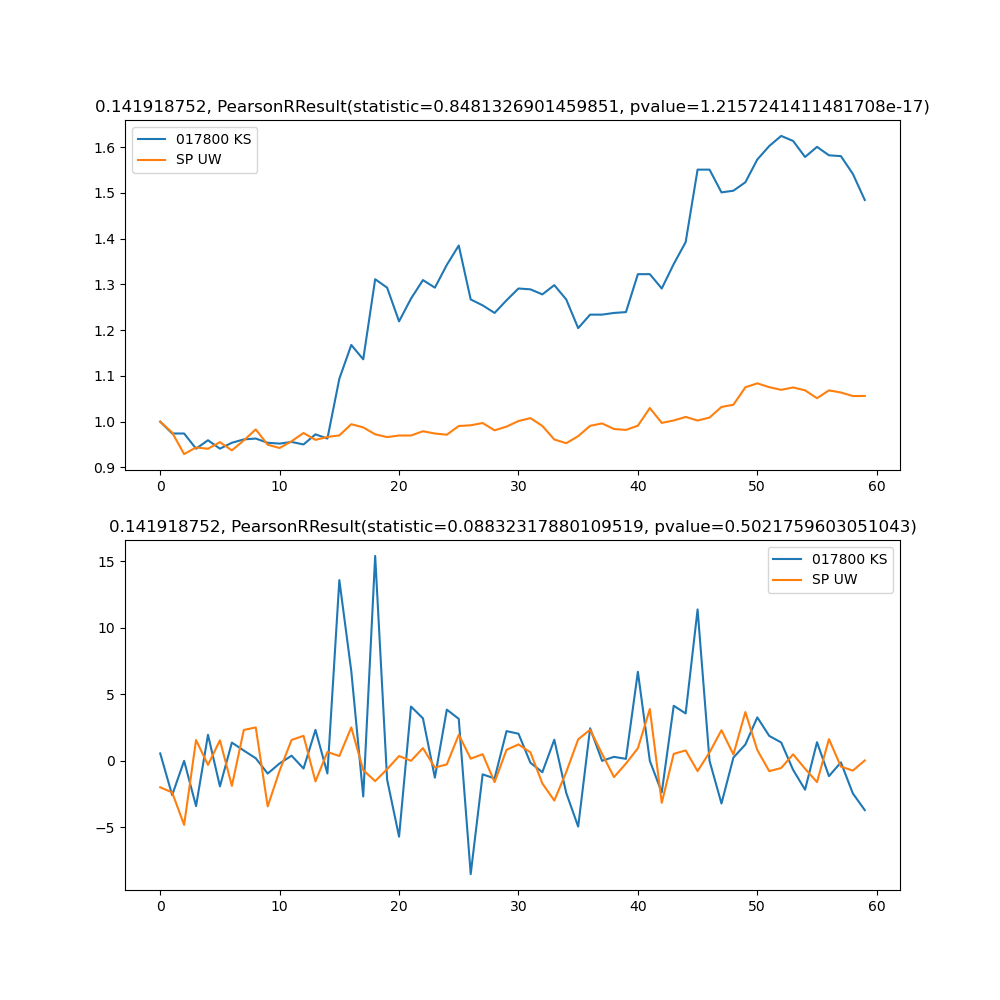 0.141918752, PearsonRResult(statistic=0.8481326901459851, pvalue=1.2157241411481708e-17)
017800 KS
SP UW
1.6
1.5
1.4
1.3
1.2
1.1
1.0
0.9
0 10 20 30 40 50 60
0.141918752, PearsonRResult(statistic=0.08832317880109519, pvalue=0.5021759603051043)
017800 KS
SP UW
15
10
5
0
−5
0 10 20 30 40 50 60